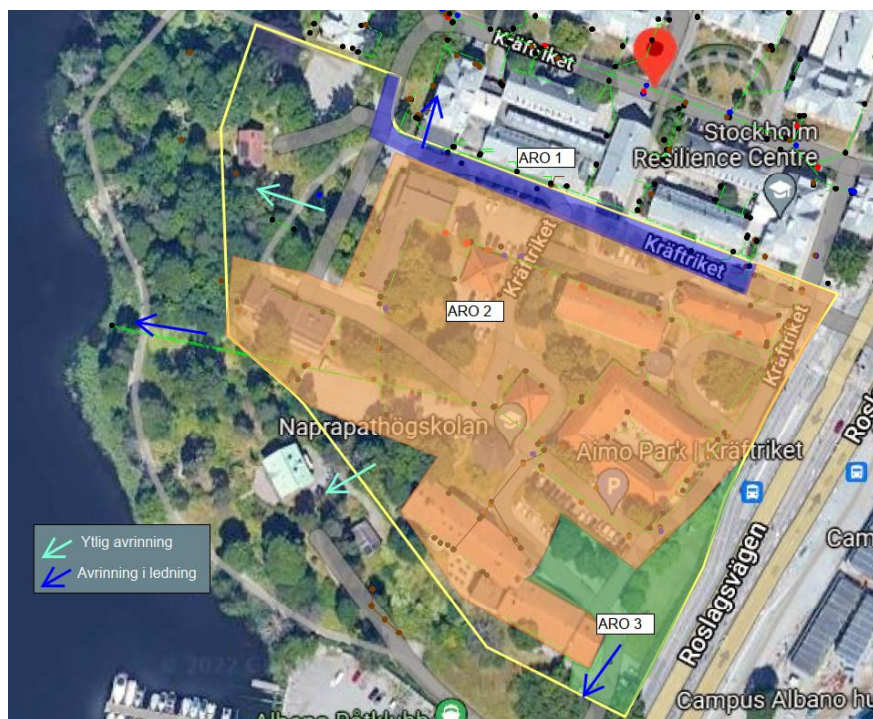 Kräftriket
Stockholm
Resilience Centre
ARO 1
Kräftriket
Kräftriket
ARO 2
Kräftriket
Naprapathögskolan
Aimo Park | Kräftriket
P
Ytlig avrinning
Avrinning i ledning
ARO 3
Roslagsvägen
Campus Albano
Albano Båtklubb